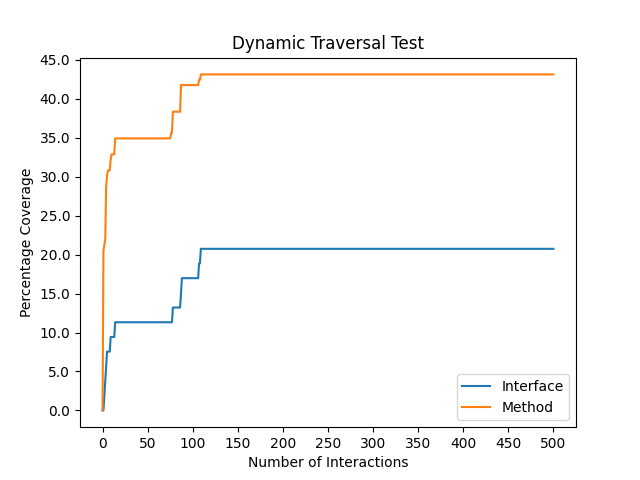 Dynamic Traversal Test
45.0
40.0
35.0
30.0
25.0
20.0
15.0
10.0
5.0
0.0
Percentage Coverage
Interface
Method
0 50 100 150 200 250 300 350 400 450 500
Number of Interactions